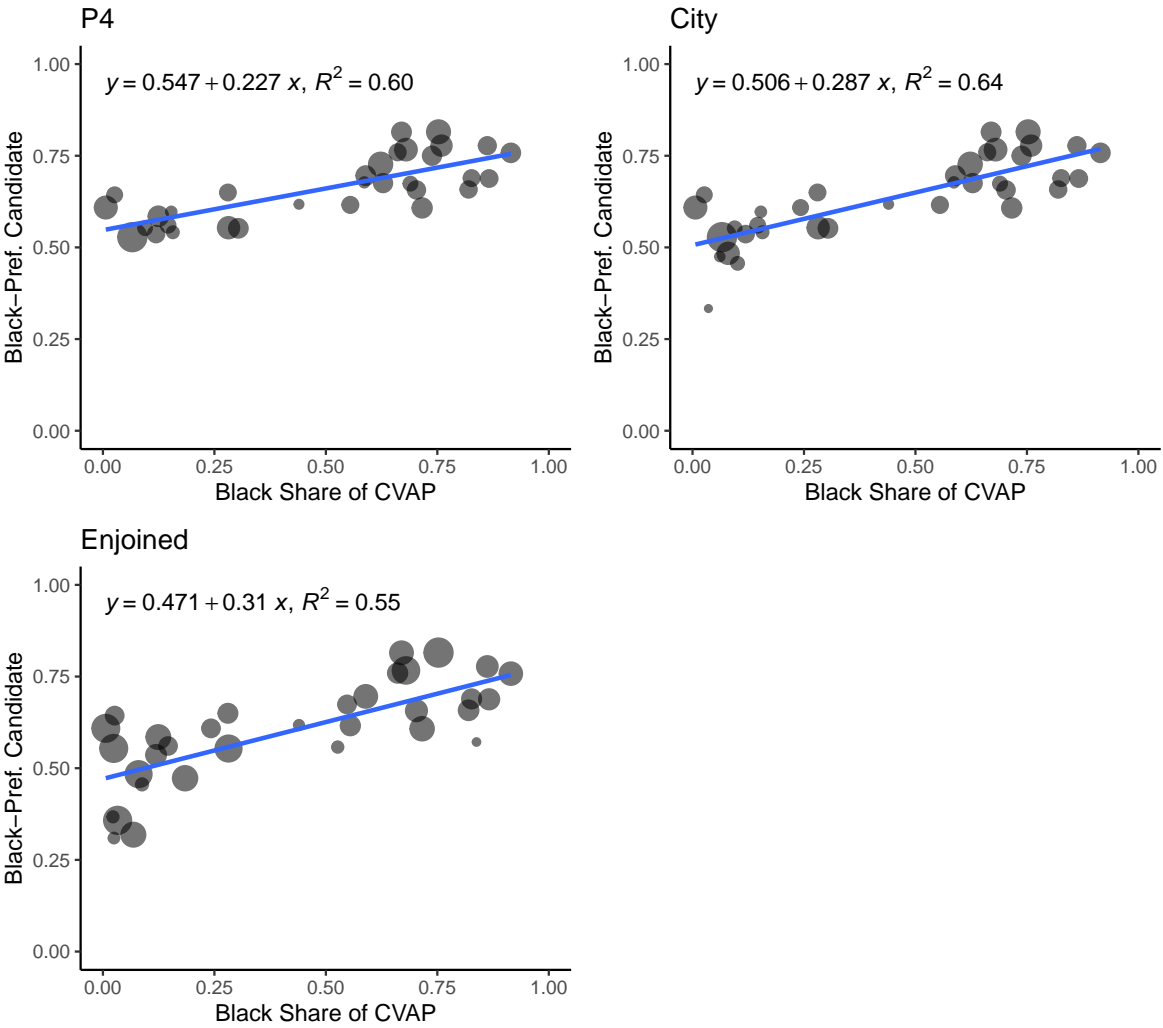 P4
y = 0.547 + 0.227 x, R² = 0.60
Black−Pref. Candidate
1.00
0.75
0.50
0.25
0.00
0.00 0.25 0.50 0.75 1.00
Black Share of CVAP
City
y = 0.506 + 0.287 x, R² = 0.64
Black−Pref. Candidate
1.00
0.75
0.50
0.25
0.00
0.00 0.25 0.50 0.75 1.00
Black Share of CVAP
Enjoined
y = 0.471 + 0.31 x, R² = 0.55
Black−Pref. Candidate
1.00
0.75
0.50
0.25
0.00
0.00 0.25 0.50 0.75 1.00
Black Share of CVAP